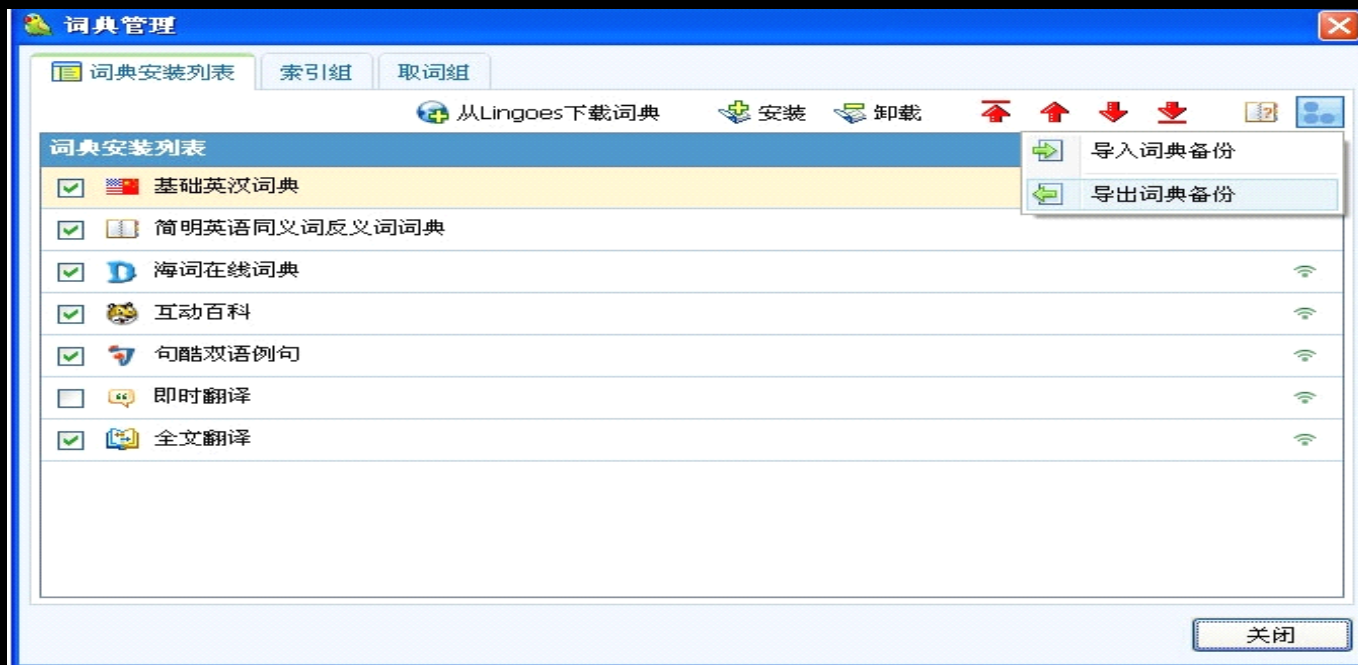 词典管理
词典安装列表 索引组 取词组
从Lingoes下载词典 安装 卸载
词典安装列表
导入词典备份
基础英汉词典
导出词典备份
简明英语同义词反义词词典
海词在线词典
互动百科
句酷双语例句
即时翻译
全文翻译
关闭